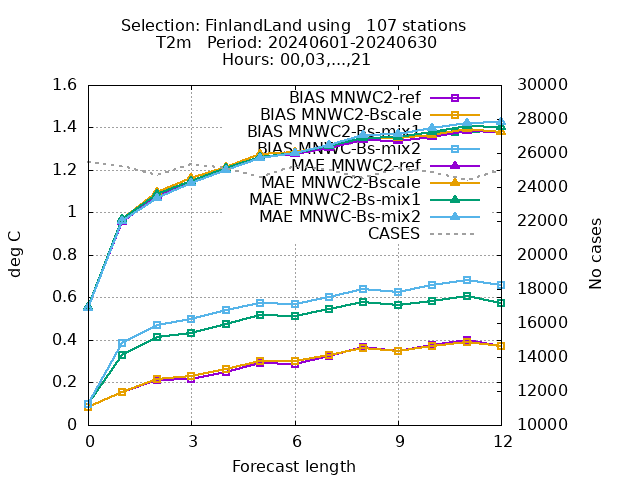 Selection: FinlandLand using   107 stations
T2m   Period: 20240601-20240630
Hours: 00,03,...,21
1.6
1.4
1.2
1
0.8
0.6
0.4
0.2
0
30000
28000
26000
24000
22000
20000
18000
16000
14000
12000
10000
BIAS MNWC2-ref
BIAS MNWC2-Bscale
BIAS MNWC2-Bs-mix1
BIAS MNWC-Bs-mix2
MAE MNWC2-ref
MAE MNWC2-Bscale
MAE MNWC2-Bs-mix1
MAE MNWC-Bs-mix2
CASES
deg C
No cases
0 3 6 9 12
Forecast length